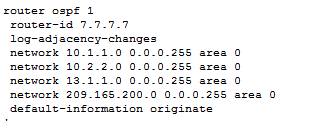 router ospf 1
router-id 7.7.7.7
log-adjacency-changes
network 10.1.1.0 0.0.0.255 area 0
network 10.2.2.0 0.0.0.255 area 0
network 13.1.1.0 0.0.0.255 area 0
network 209.165.200.0 0.0.0.255 area 0
default-information originate